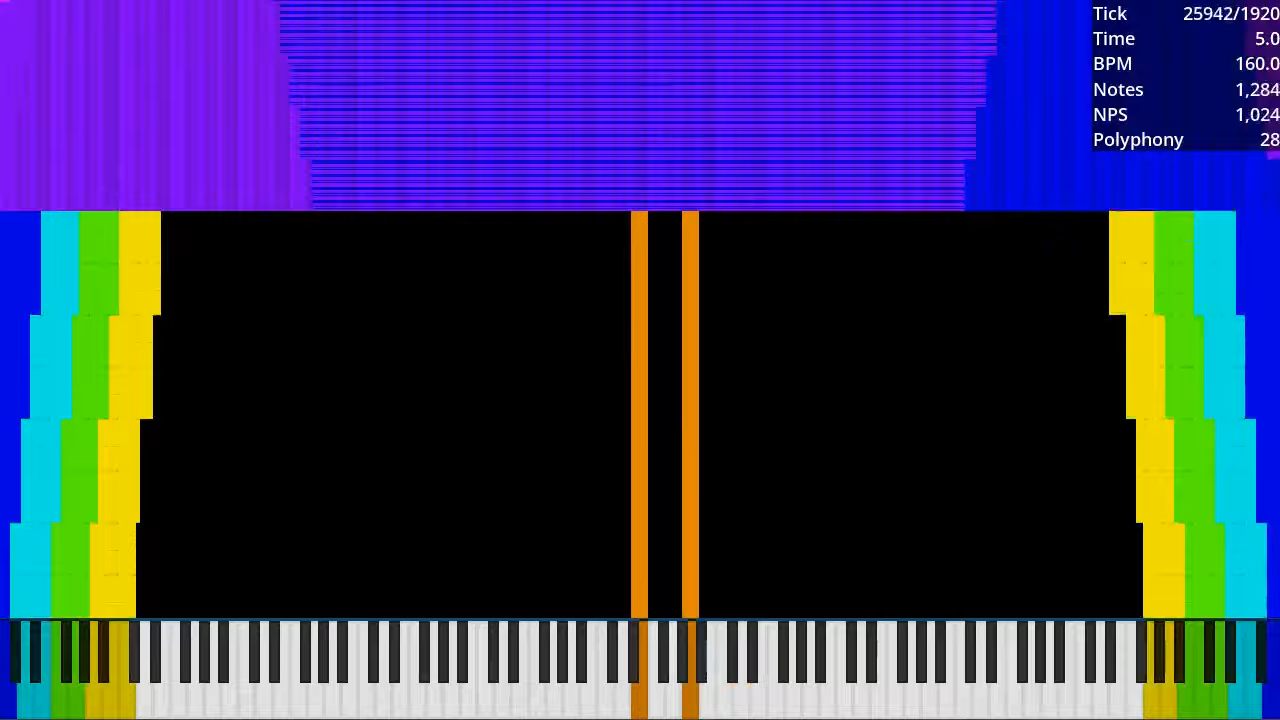 Tick 25942/1920
Time 5.0
BPM 160.0
Notes 1,284
NPS 1,024
Polyphony 28